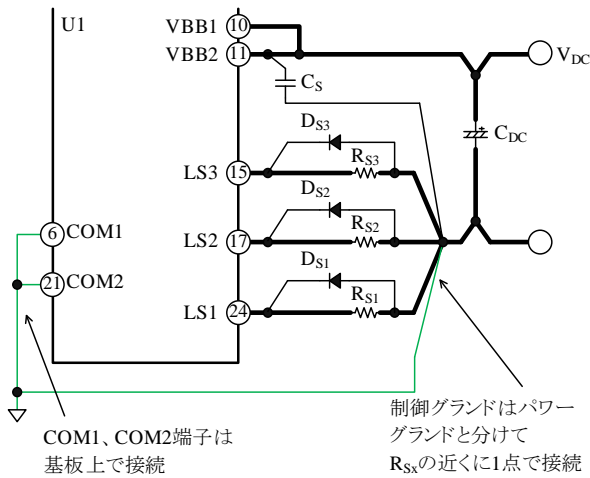 U1
VBB1
10
VBB2
11
V_DC
C_S
C_DC
D_S3
R_S3
LS3
15
D_S2
R_S2
LS2
17
D_S1
R_S1
LS1
24
6
COM1
21
COM2
COM1、COM2端子は
基板上で接続
制御グランドはパワー
グランドと分けて
R_Sxの近くに1点で接続